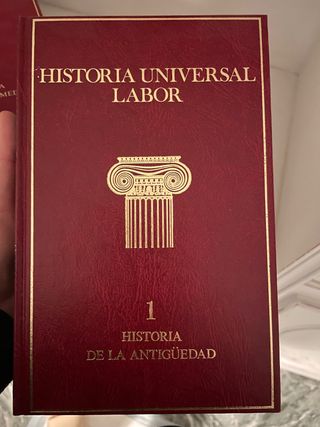 HISTORIA UNIVERSAL
LABOR
1
HISTORIA
DE LA ANTIGÜEDAD